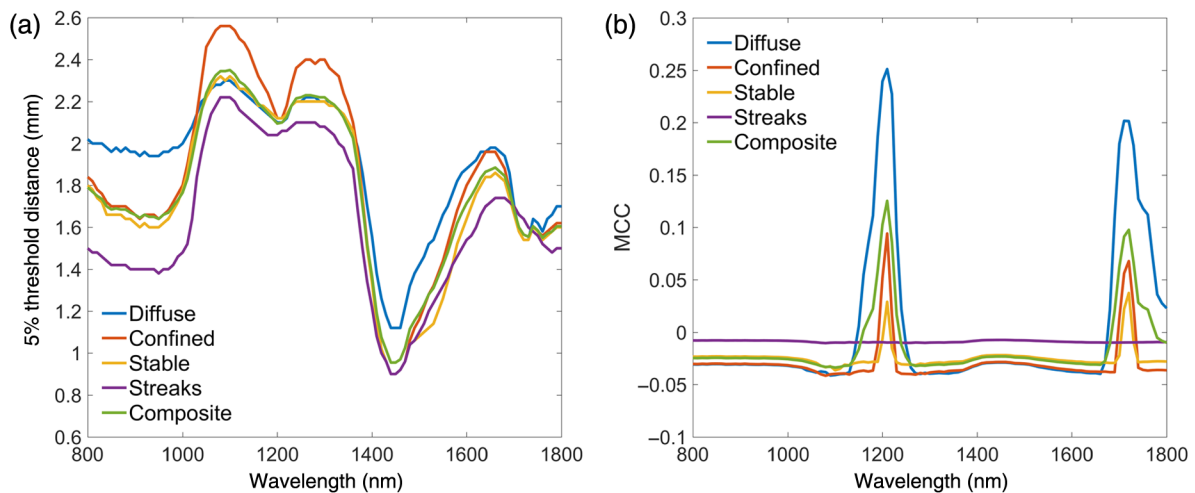 (a)
5% threshold distance (mm)
2.6
2.4
2.2
2
1.8
1.6
1.4
1.2
1
0.8
0.6
Diffuse
Confined
Stable
Streaks
Composite
800 1000 1200 1400 1600 1800
Wavelength (nm)
(b)
MCC
0.3
0.25
0.2
0.15
0.1
0.05
0
−0.05
−0.1
Diffuse
Confined
Stable
Streaks
Composite
800 1000 1200 1400 1600 1800
Wavelength (nm)